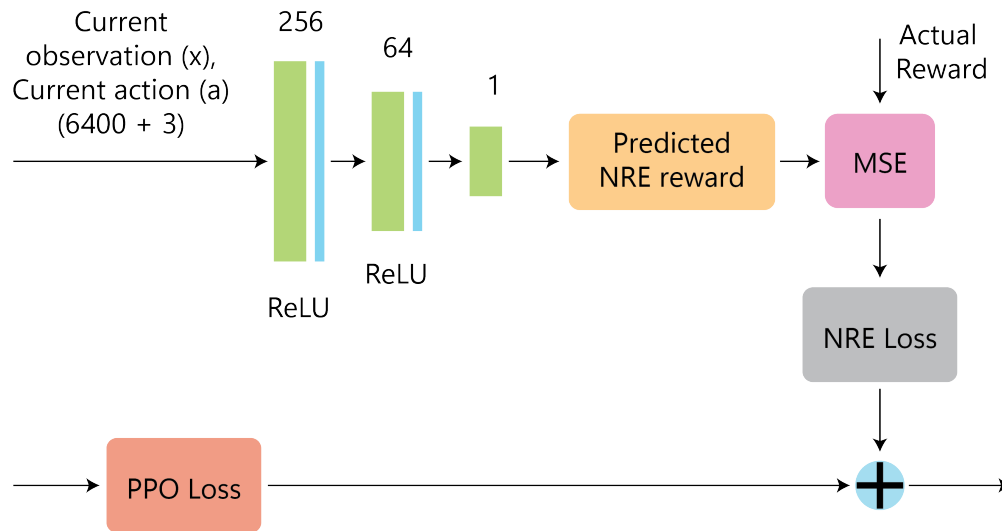 Current
observation (x),
Current action (a)
(6400 + 3)
256
64
1
ReLU
ReLU
Predicted
NRE reward
Actual
Reward
MSE
NRE Loss
PPO Loss